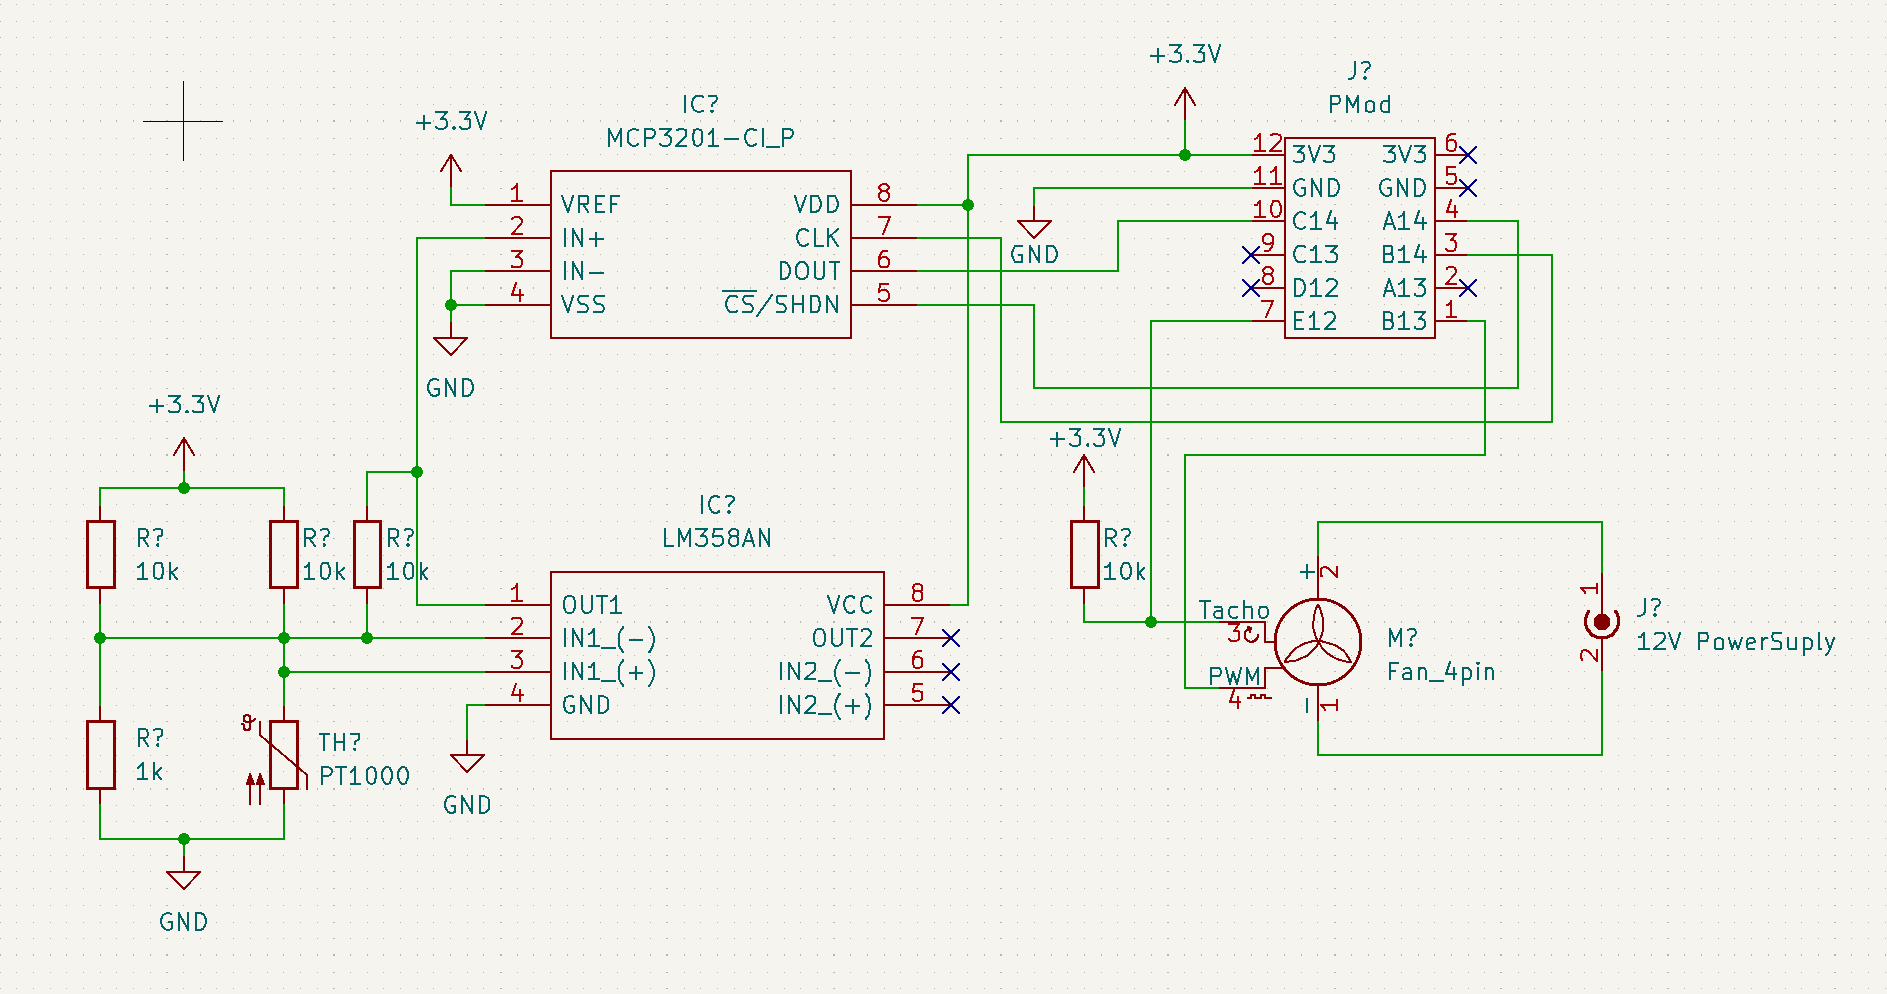 +3.3V
J?
PMod
IC?
MCP3201-CI_P
+3.3V
1 VREF VDD 8
2 IN+ CLK 7
3 IN- DOUT 6
4 VSS CS/SHDN 5
GND
12 3V3 3V3 6
11 GND GND 5
10 C14 A14 4
9 C13 B14 3
8 D12 A13 2
7 E12 B13 1
GND
+3.3V
R?
10k
R?
10k
R?
10k
R?
1k
ϑ
TH?
PT1000
GND
IC?
LM358AN
1 OUT1 VCC 8
2 IN1_(-) OUT2 7
3 IN1_(+) IN2_(-) 6
4 GND IN2_(+) 5
GND
+3.3V
R?
10k
Tacho
3
PWM
4
+ 2
- 1
M?
Fan_4pin
1
2
J?
12V PowerSuply